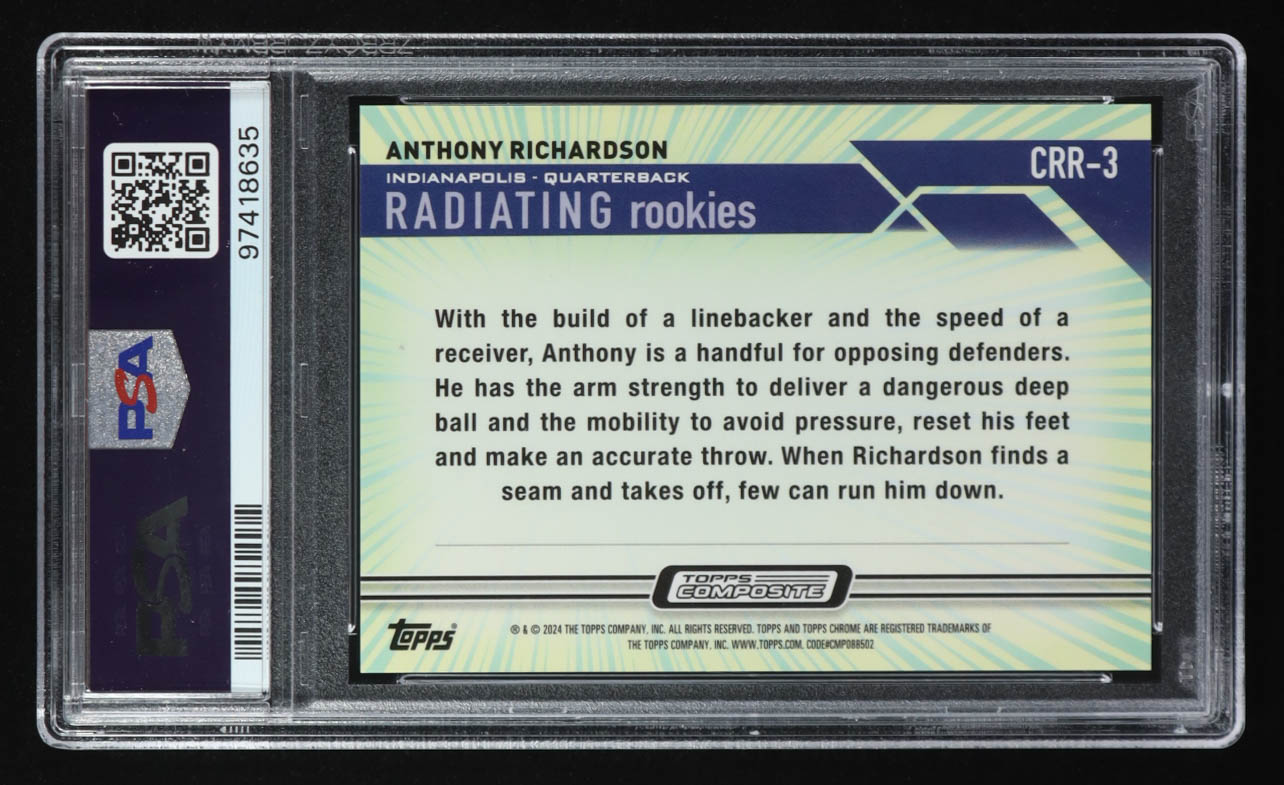 97418635
PSA
PSA
ANTHONY RICHARDSON
INDIANAPOLIS - QUARTERBACK
RADIATING rookies
CRR-3
With the build of a linebacker and the speed of a
receiver, Anthony is a handful for opposing defenders.
He has the arm strength to deliver a dangerous deep
ball and the mobility to avoid pressure, reset his feet
and make an accurate throw. When Richardson finds a
seam and takes off, few can run him down.
TOPPS
COMPOSITE
Topps
® & © 2024 THE TOPPS COMPANY, INC. ALL RIGHTS RESERVED. TOPPS AND TOPPS CHROME ARE REGISTERED TRADEMARKS OF
THE TOPPS COMPANY, INC. WWW.TOPPS.COM. CODE#CMP088502